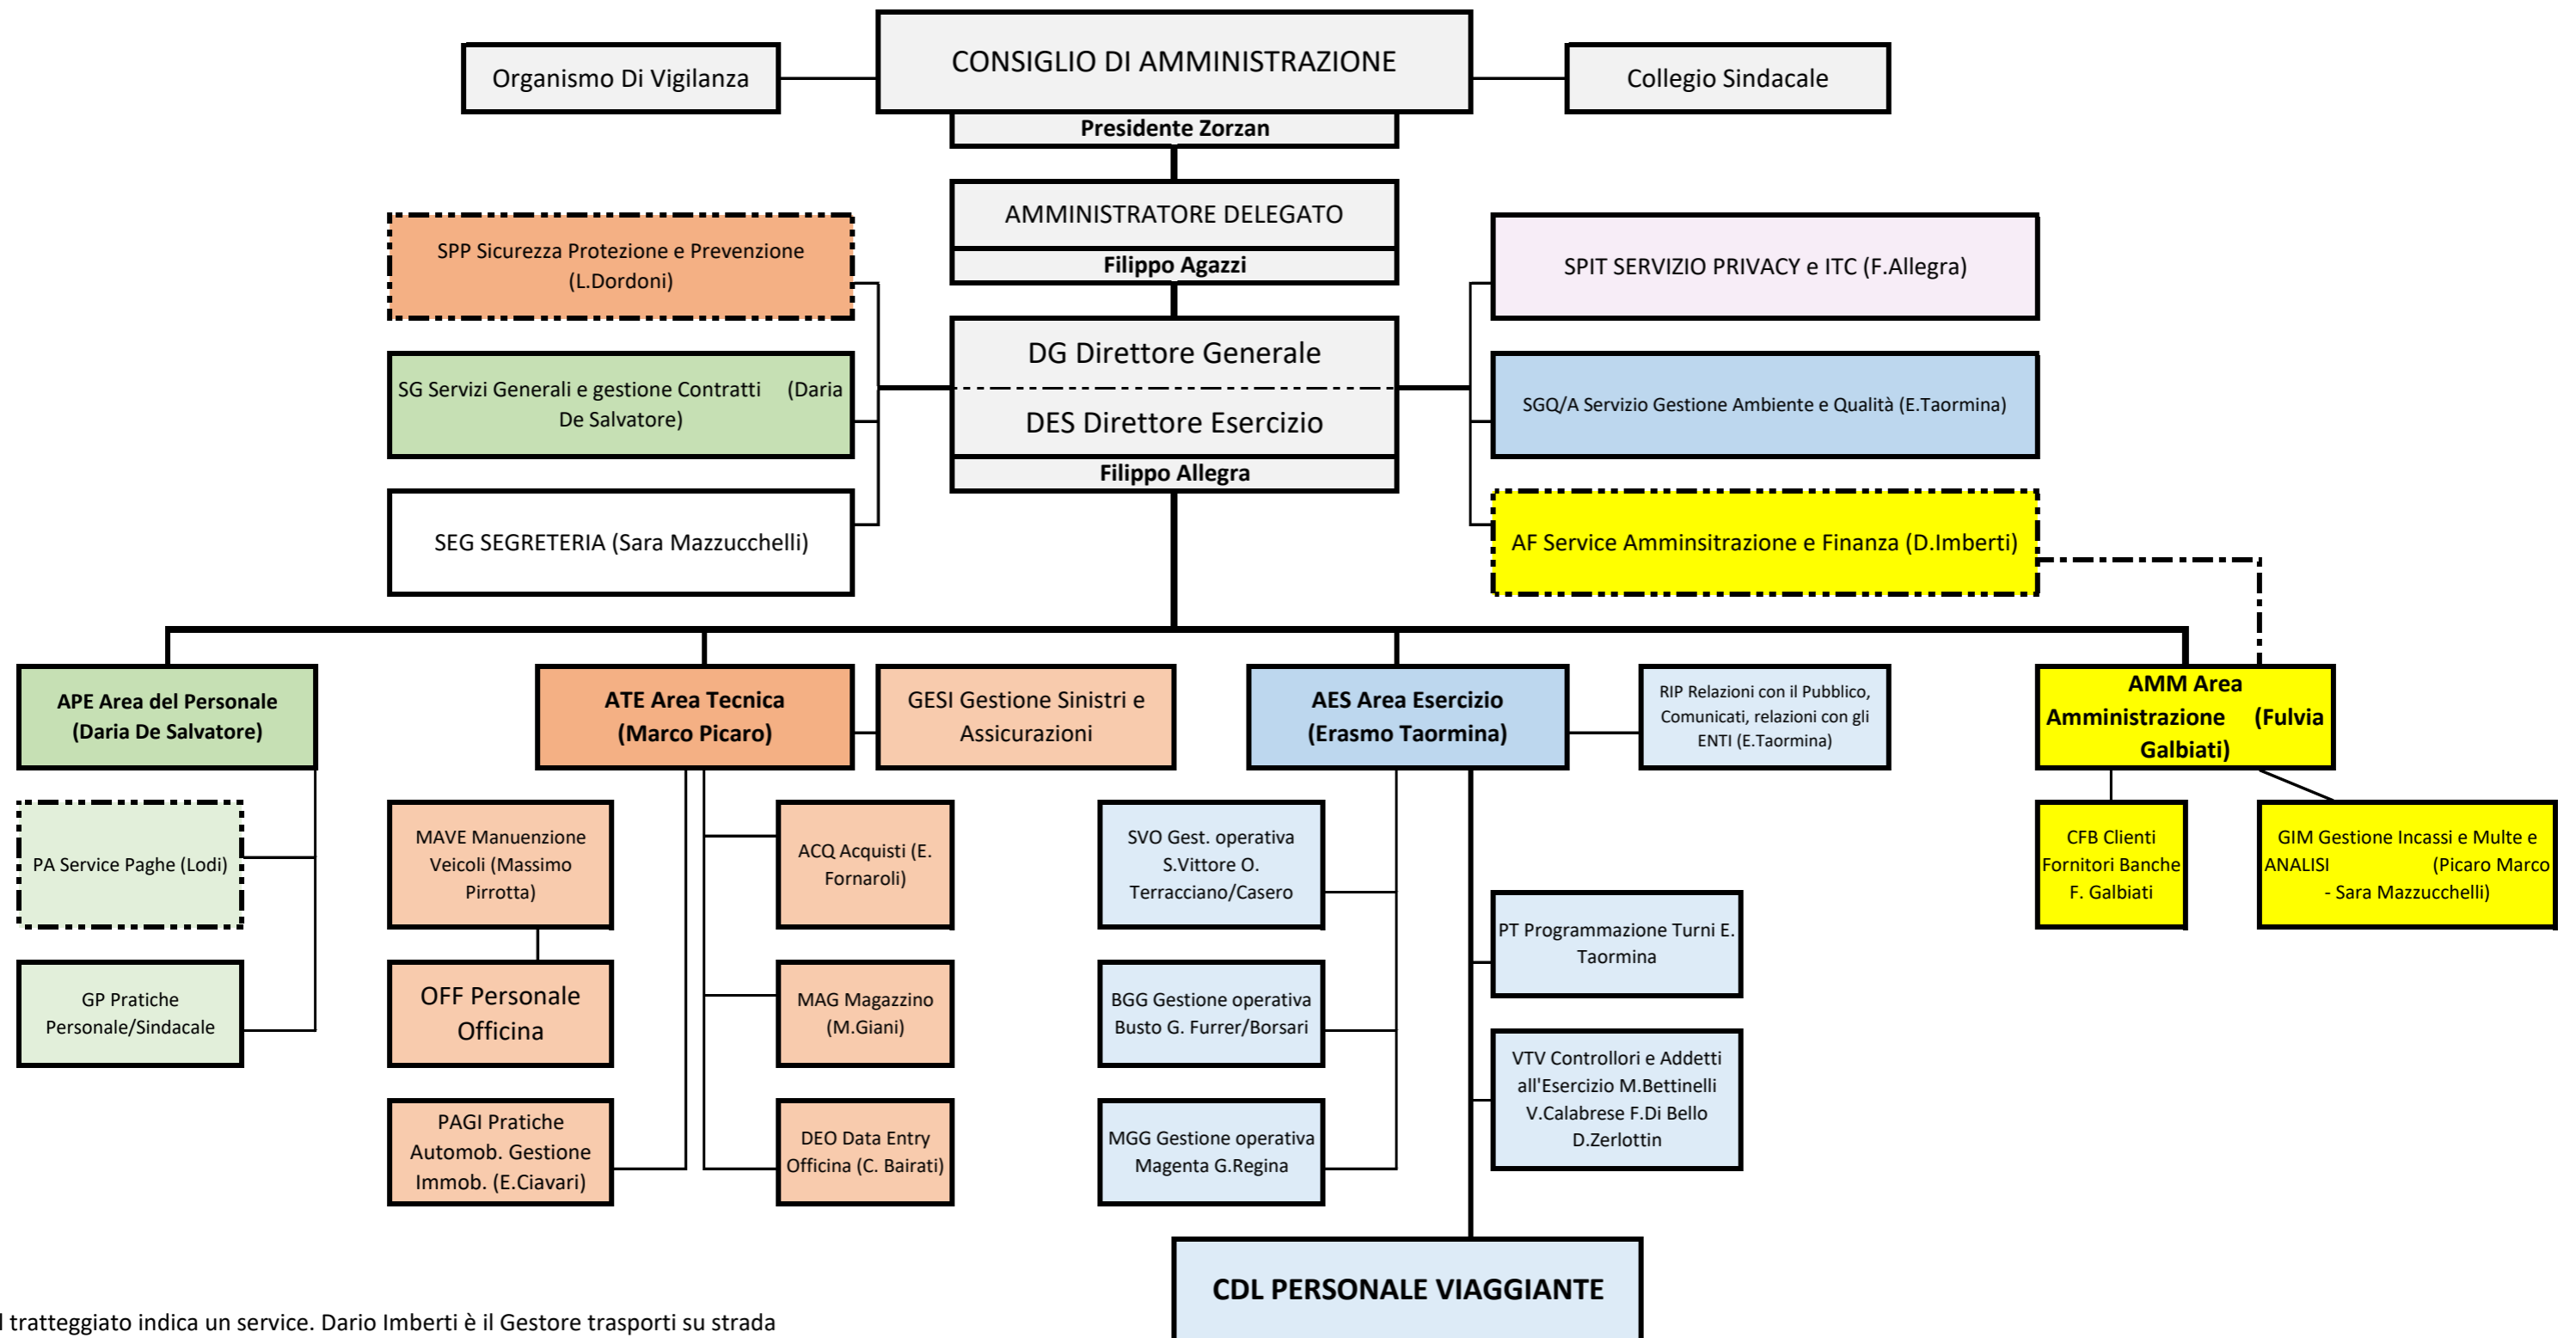 CONSIGLIO DI AMMINISTRAZIONE
Organismo Di Vigilanza
Collegio Sindacale
Presidente Zorzan
AMMINISTRATORE DELEGATO
Filippo Agazzi
SPP Sicurezza Protezione e Prevenzione
(L.Dordoni)
SPIT SERVIZIO PRIVACY e ITC (F.Allegra)
DG Direttore Generale
DES Direttore Esercizio
Filippo Allegra
SG Servizi Generali e gestione Contratti (Daria
De Salvatore)
SGQ/A Servizio Gestione Ambiente e Qualità (E.Taormina)
SEG SEGRETERIA (Sara Mazzucchelli)
AF Service Amminsitrazione e Finanza (D.Imberti)
APE Area del Personale
(Daria De Salvatore)
ATE Area Tecnica
(Marco Picaro)
GESI Gestione Sinistri e
Assicurazioni
AES Area Esercizio
(Erasmo Taormina)
RIP Relazioni con il Pubblico,
Comunicati, relazioni con gli
ENTI (E.Taormina)
AMM Area
Amministrazione (Fulvia
Galbiati)
PA Service Paghe (Lodi)
GP Pratiche
Personale/Sindacale
MAVE Manuenzione
Veicoli (Massimo
Pirrotta)
OFF Personale
Officina
PAGI Pratiche
Automob. Gestione
Immob. (E.Ciavari)
ACQ Acquisti (E.
Fornaroli)
MAG Magazzino
(M.Giani)
DEO Data Entry
Officina (C. Bairati)
SVO Gest. operativa
S.Vittore O.
Terracciano/Casero
BGG Gestione operativa
Busto G. Furrer/Borsari
MGG Gestione operativa
Magenta G.Regina
PT Programmazione Turni E.
Taormina
VTV Controllori e Addetti
all'Esercizio M.Bettinelli
V.Calabrese F.Di Bello
D.Zerlottin
CFB Clienti
Fornitori Banche
F. Galbiati
GIM Gestione Incassi e Multe e
ANALISI (Picaro Marco
- Sara Mazzucchelli)
CDL PERSONALE VIAGGIANTE
l tratteggiato indica un service. Dario Imberti è il Gestore trasporti su strada